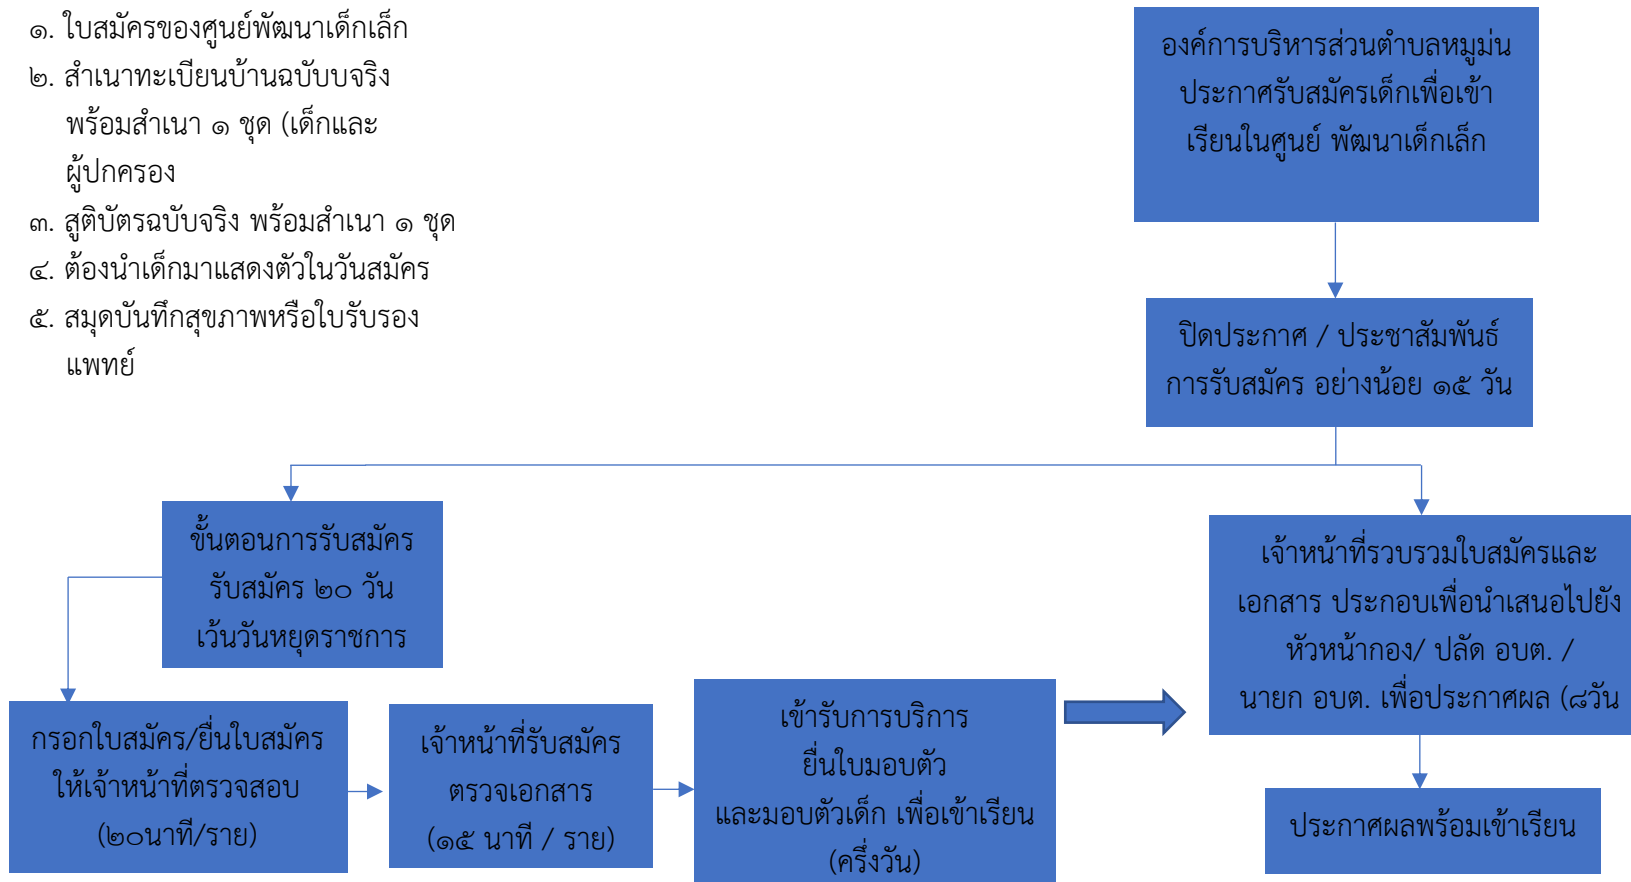 ๑. ใบสมัครของศูนย์พัฒนาเด็กเล็ก
๒. สำเนาทะเบียนบ้านฉบับบจริง
พร้อมสำเนา ๑ ชุด (เด็กและ
ผู้ปกครอง
๓. สูติบัตรฉบับจริง พร้อมสำเนา ๑ ชุด
๔. ต้องนำเด็กมาแสดงตัวในวันสมัคร
๕. สมุดบันทึกสุขภาพหรือใบรับรอง
แพทย์
องค์การบริหารส่วนตำบลหมูม่น
ประกาศรับสมัครเด็กเพื่อเข้า
เรียนในศูนย์ พัฒนาเด็กเล็ก
ปิดประกาศ / ประชาสัมพันธ์
การรับสมัคร อย่างน้อย ๑๕ วัน
ขั้นตอนการรับสมัคร
รับสมัคร ๒๐ วัน
เว้นวันหยุดราชการ
กรอกใบสมัคร/ยื่นใบสมัคร
ให้เจ้าหน้าที่ตรวจสอบ
(๒๐นาที/ราย)
เจ้าหน้าที่รับสมัคร
ตรวจเอกสาร
(๑๕ นาที / ราย)
เข้ารับการบริการ
ยื่นใบมอบตัว
และมอบตัวเด็ก เพื่อเข้าเรียน
(ครึ่งวัน)
เจ้าหน้าที่รวบรวมใบสมัครและ
เอกสาร ประกอบเพื่อนำเสนอไปยัง
หัวหน้ากอง/ ปลัด อบต. /
นายก อบต. เพื่อประกาศผล (๘วัน
ประกาศผลพร้อมเข้าเรียน